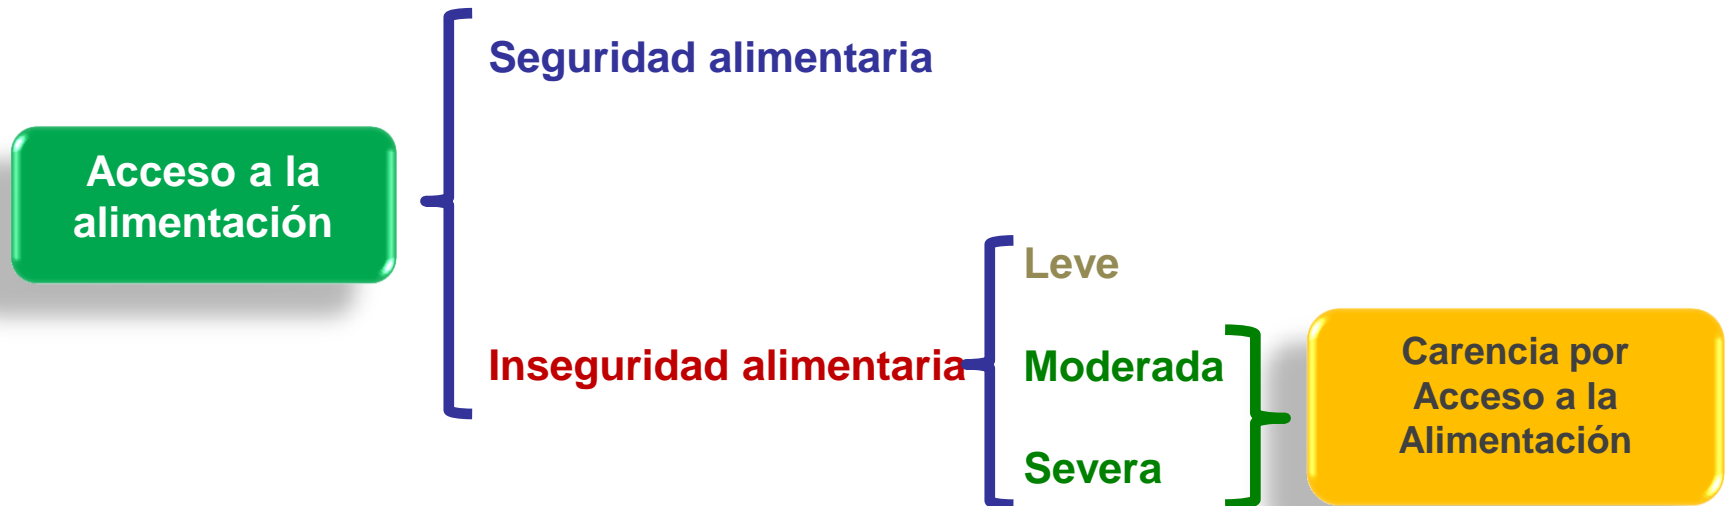 Seguridad alimentaria
Acceso a la
alimentación
Leve
Inseguridad alimentaria
Moderada
Severa
Carencia por
Acceso a la
Alimentación